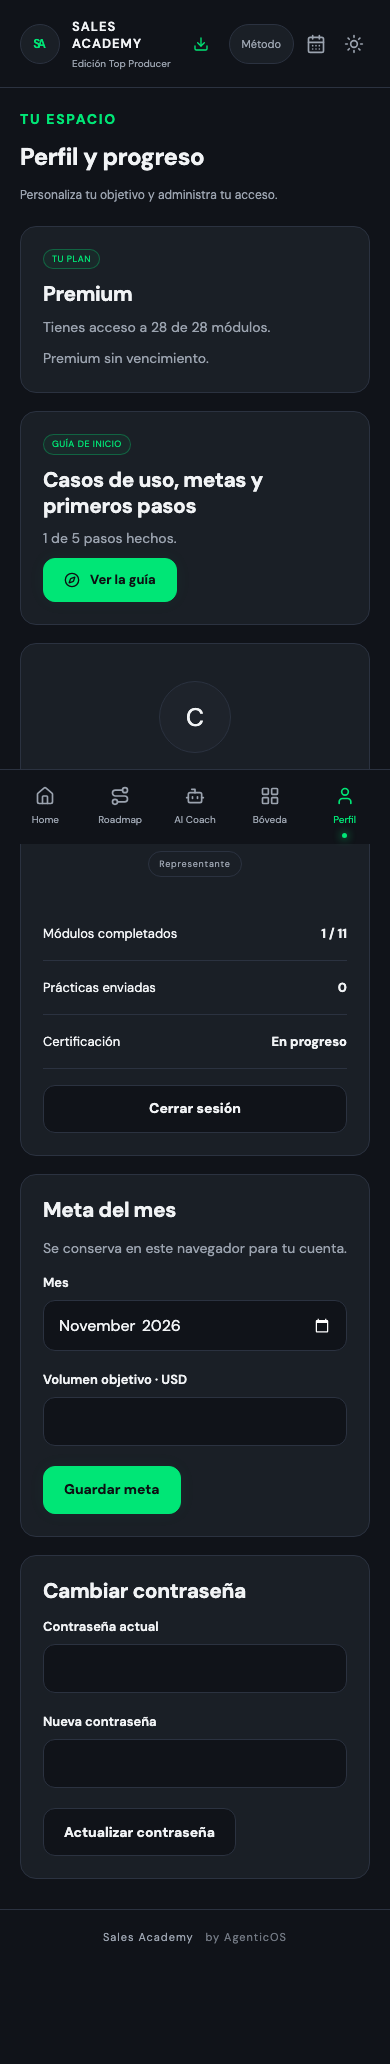 SA
SALES
ACADEMY
Edición Top Producer
Método
TU ESPACIO
Perfil y progreso
Personaliza tu objetivo y administra tu acceso.
TU PLAN
Premium
Tienes acceso a 28 de 28 módulos.
Premium sin vencimiento.
GUÍA DE INICIO
Casos de uso, metas y
primeros pasos
1 de 5 pasos hechos.
Ver la guía
C
Home
Roadmap
AI Coach
Bóveda
Perfil
Representante
Módulos completados 1 / 11
Prácticas enviadas 0
Certificación En progreso
Cerrar sesión
Meta del mes
Se conserva en este navegador para tu cuenta.
Mes
November 2026
Volumen objetivo · USD
Guardar meta
Cambiar contraseña
Contraseña actual
Nueva contraseña
Actualizar contraseña
Sales Academy by AgenticOS